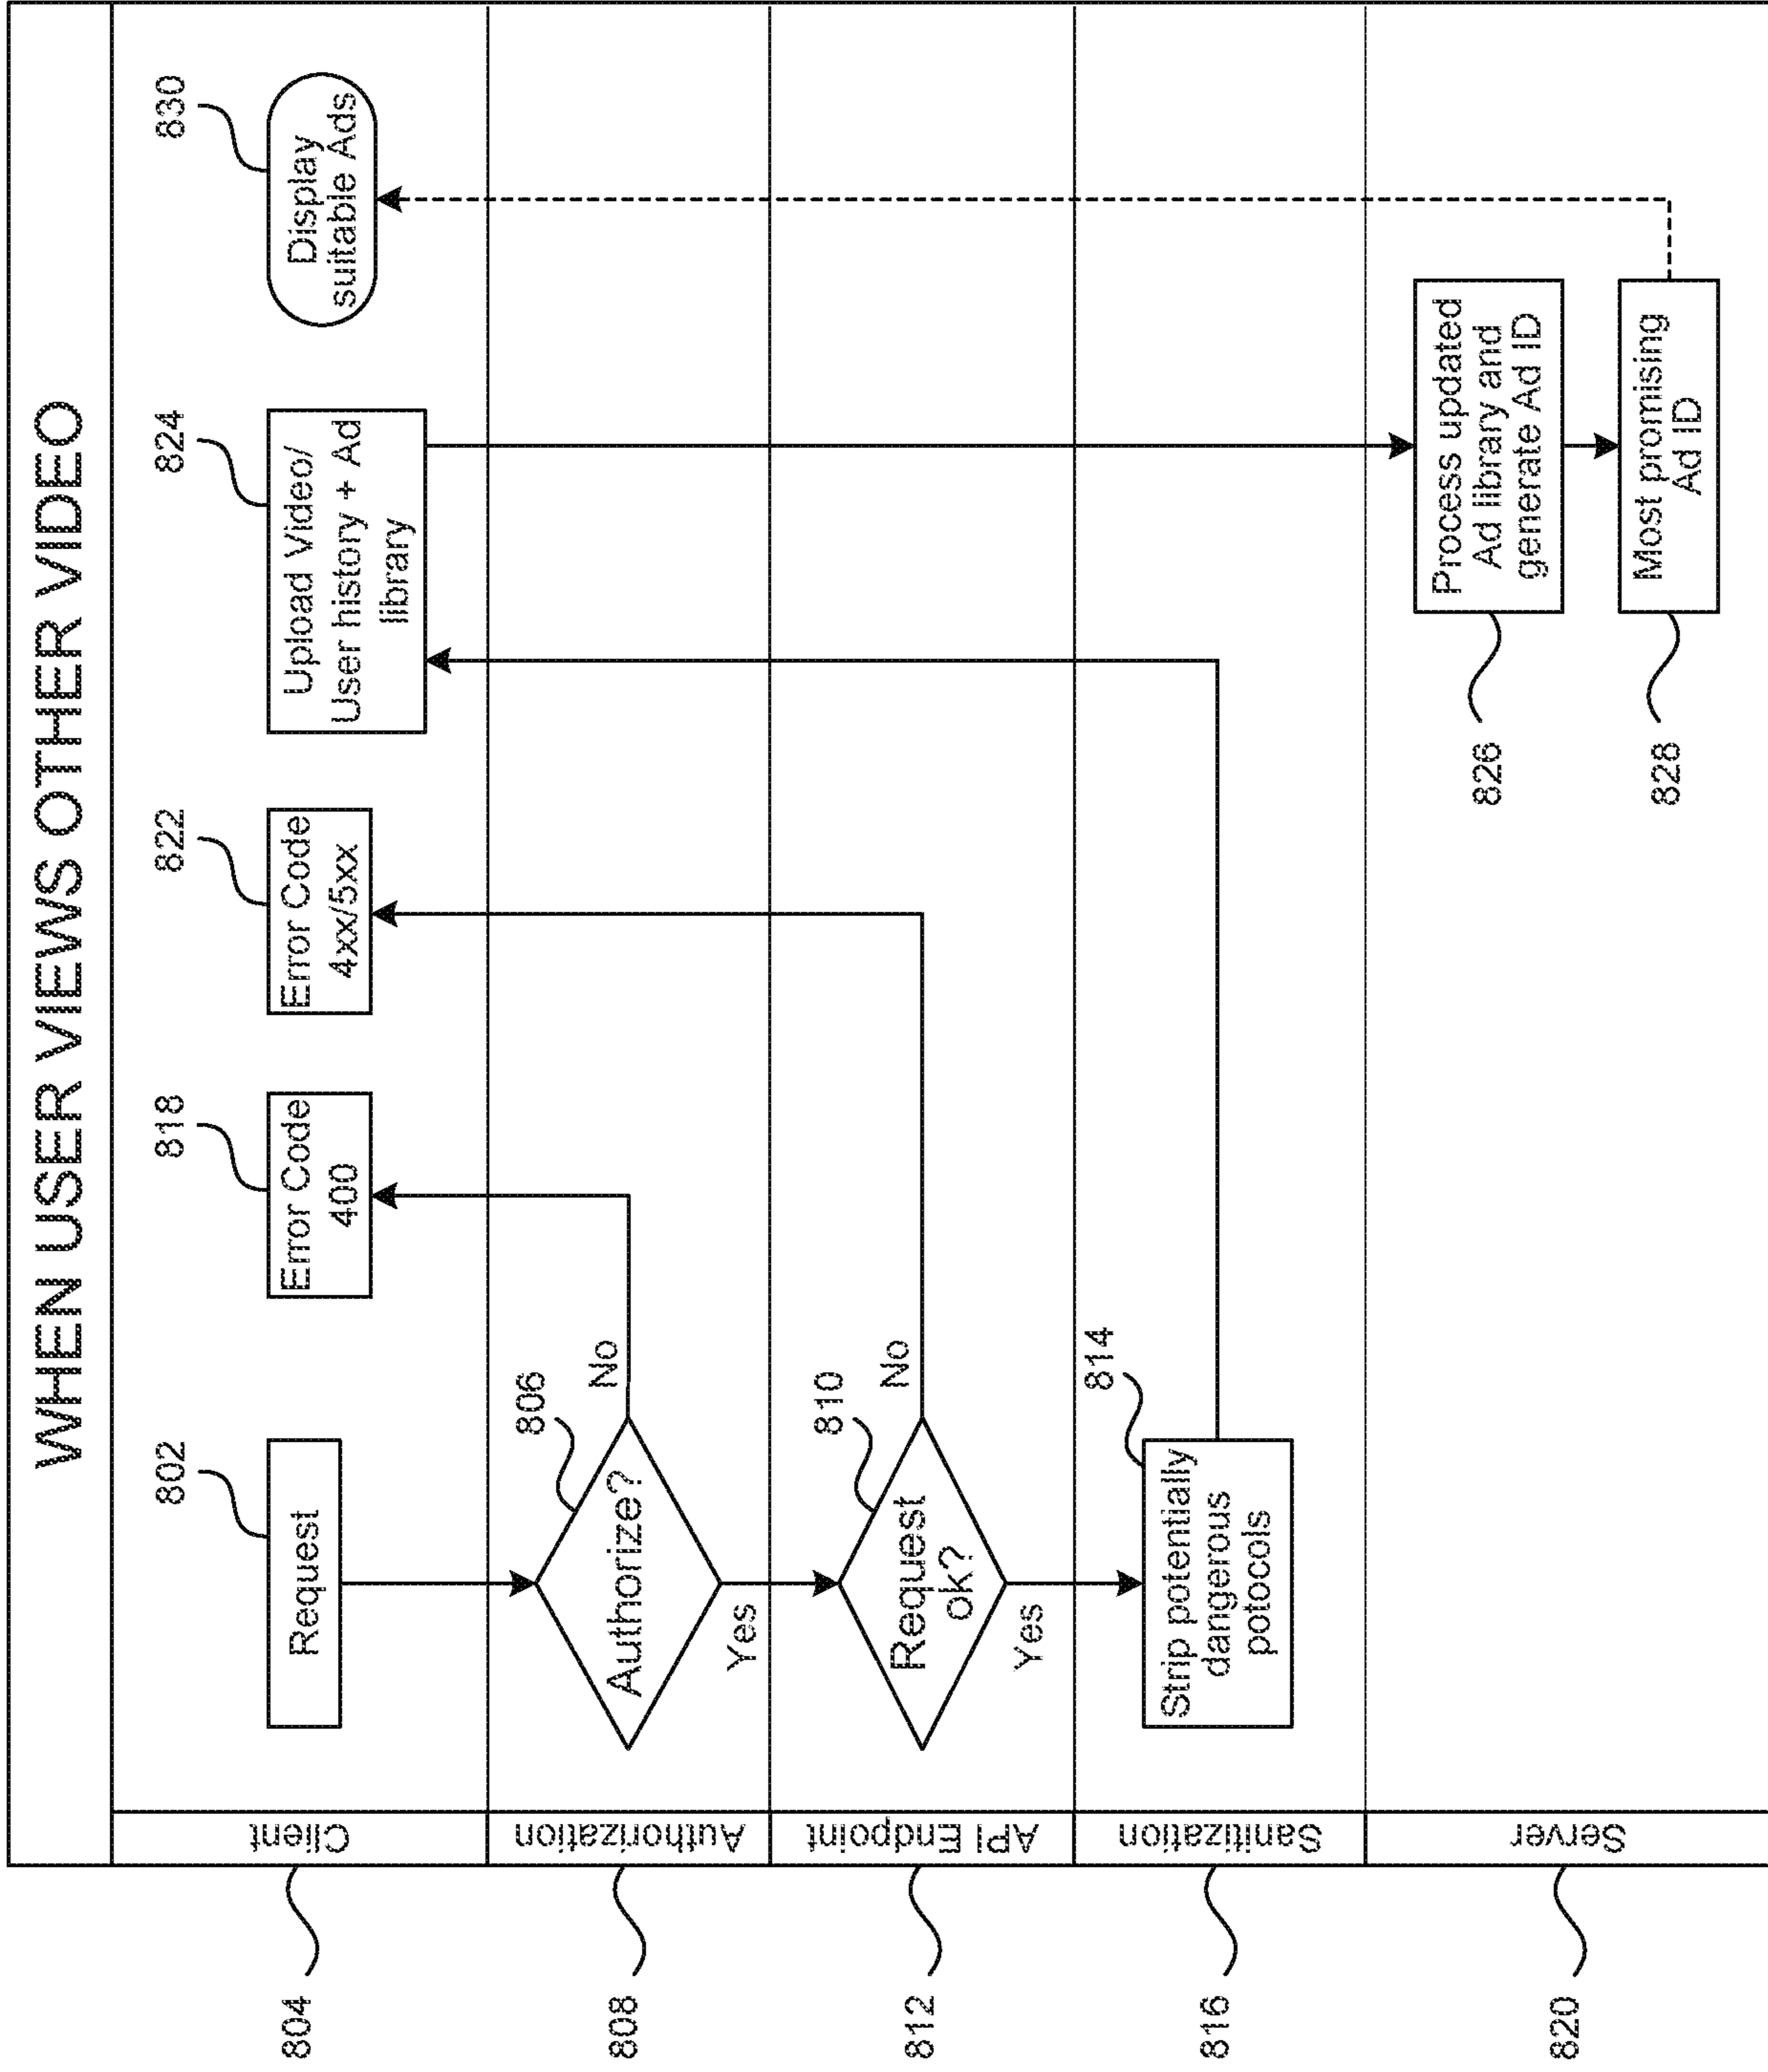 WHEN USER VIEWS OTHER VIDEO
802
818
822
824
830
Request
Error Code
400
Error Code
4xx/5xx
Upload Video/
User history + Ad
library
Display
suitable Ads
804
Client
806
Authorize?
No
Yes
808
Authorization
810
Request
ok?
No
Yes
812
API Endpoint
814
Strip potentially
dangerous
potocols
816
Sanitization
820
Server
826
Process updated
Ad library and
generate Ad ID
828
Most promising
Ad ID